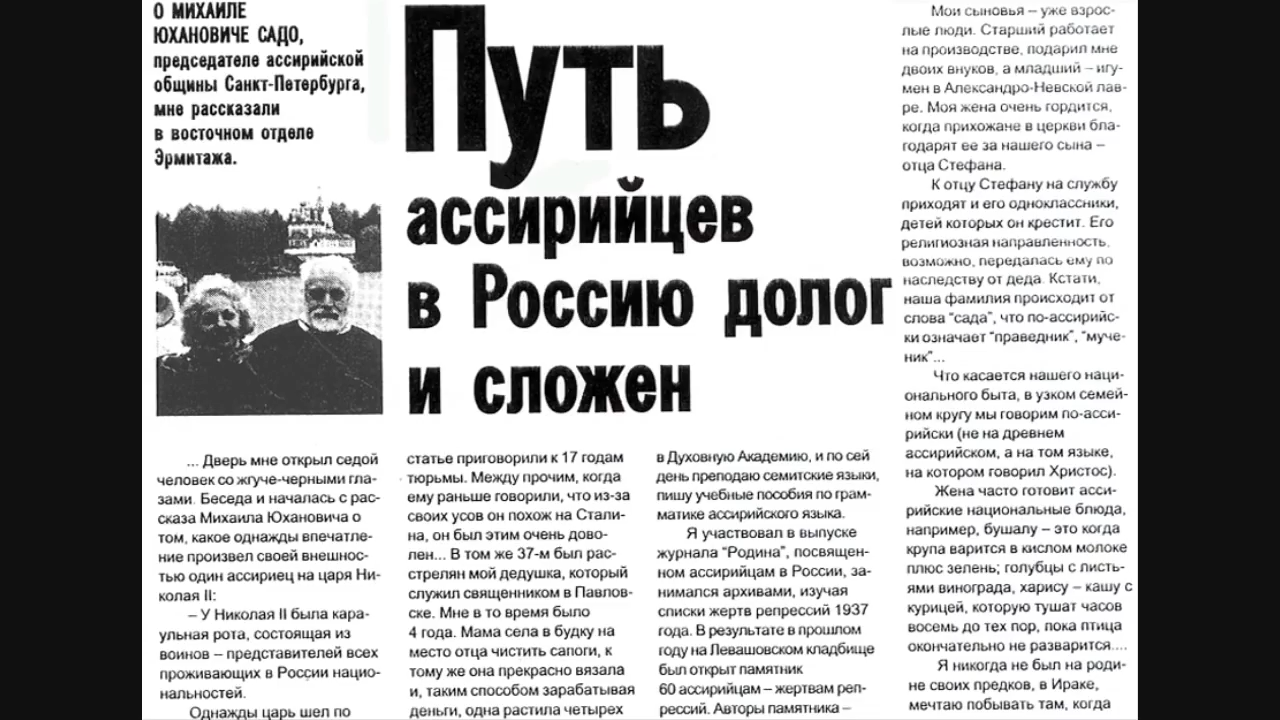 О МИХАИЛЕ
ЮХАНОВИЧЕ САДО,
председателе ассирийской
общины Санкт-Петербурга,
мне рассказали
в восточном отделе
Эрмитажа.
Путь
ассирийцев
в Россию долог
и сложен
... Дверь мне открыл седой
человек со жгуче-черными гла-
зами. Беседа и началась с рас-
сказа Михаила Юхановича о
том, какое однажды впечатле-
ние произвел своей внешнос-
тью один ассириец на царя Ни-
колая II:
– У Николая II была кара-
ульная рота, состоящая из
воинов – представителей всех
проживающих в России нацио-
нальностей.
Однажды царь шел по
статье приговорили к 17 годам
тюрьмы. Между прочим, когда
ему раньше говорили, что из-за
своих усов он похож на Стали-
на, он был этим очень дово-
лен... В том же 37-м был рас-
стрелян мой дедушка, который
служил священником в Павлов-
ске. Мне в то время было
4 года. Мама села в будку на
место отца чистить сапоги, к
тому же она прекрасно вязала
и, таким способом зарабатывая
деньги, одна растила четырех
в Духовную Академию, и по сей
день преподаю семитские языки,
пишу учебные пособия по грам-
матике ассирийского языка.
Я участвовал в выпуске
журнала "Родина", посвящен-
ном ассирийцам в России, за-
нимался архивами, изучая
списки жертв репрессий 1937
года. В результате в прошлом
году на Левашовском кладбище
был открыт памятник
60 ассирийцам – жертвам реп-
рессий. Авторы памятника –
Мои сыновья – уже взрос-
лые люди. Старший работает
на производстве, подарил мне
двоих внуков, а младший – игу-
мен в Александро-Невской лав-
ре. Моя жена очень гордится,
когда прихожане в церкви бла-
годарят ее за нашего сына –
отца Стефана.
К отцу Стефану на службу
приходят и его одноклассники,
детей которых он крестит. Его
религиозная направленность,
возможно, передалась ему по
наследству от деда. Кстати,
наша фамилия происходит от
слова "сада", что по-ассирийс-
ки означает "праведник", "муче-
ник"...
Что касается нашего наци-
онального быта, в узком семей-
ном кругу мы говорим по-асси-
рийски (не на древнем
ассирийском, а на том языке,
на котором говорил Христос).
Жена часто готовит асси-
рийские национальные блюда,
например, бушалу – это когда
крупа варится в кислом молоке
плюс зелень; голубцы с листь-
ями винограда, харису – кашу с
курицей, которую тушат часов
восемь до тех пор, пока птица
окончательно не разварится....
Я никогда не был на роди-
не своих предков, в Ираке,
мечтаю побывать там, когда